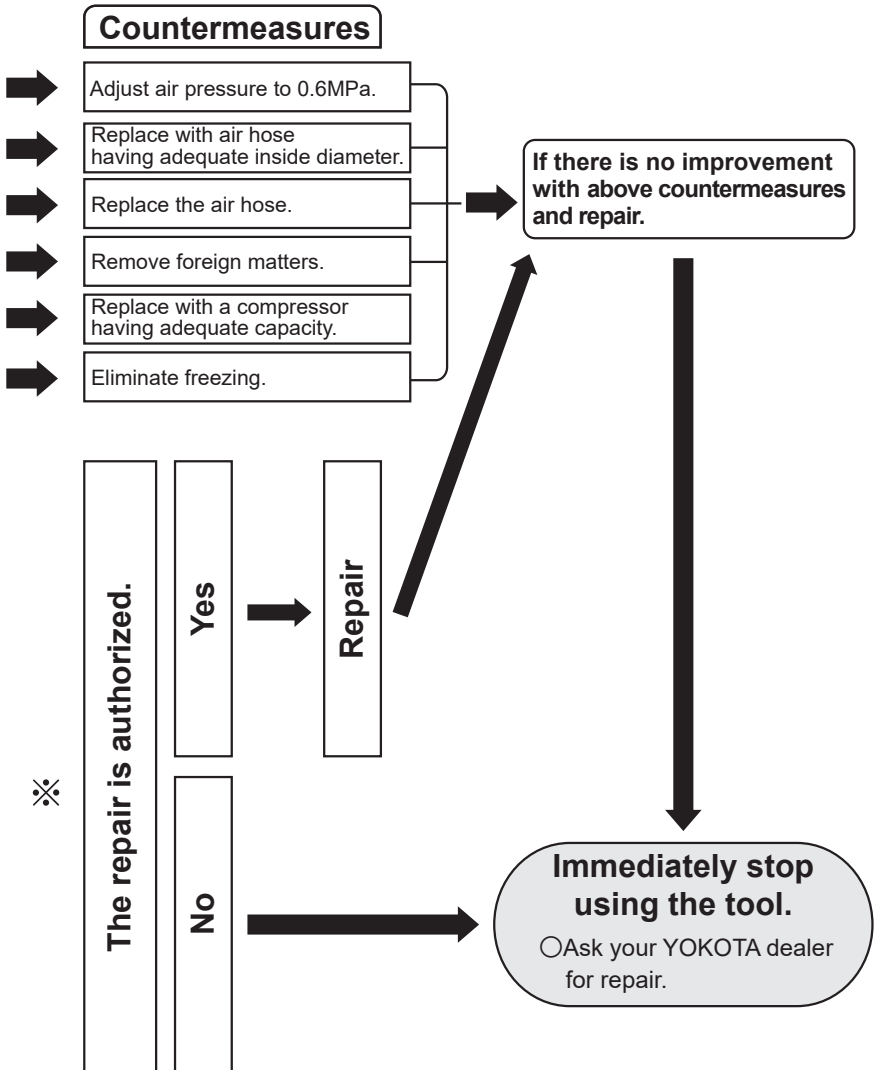 Countermeasures
Adjust air pressure to 0.6MPa.
Replace with air hose
having adequate inside diameter.
Replace the air hose.
Remove foreign matters.
Replace with a compressor
having adequate capacity.
Eliminate freezing.
If there is no improvement
with above countermeasures
and repair.
※
The repair is authorized.
Yes
Repair
No
Immediately stop
using the tool.
○Ask your YOKOTA dealer
for repair.